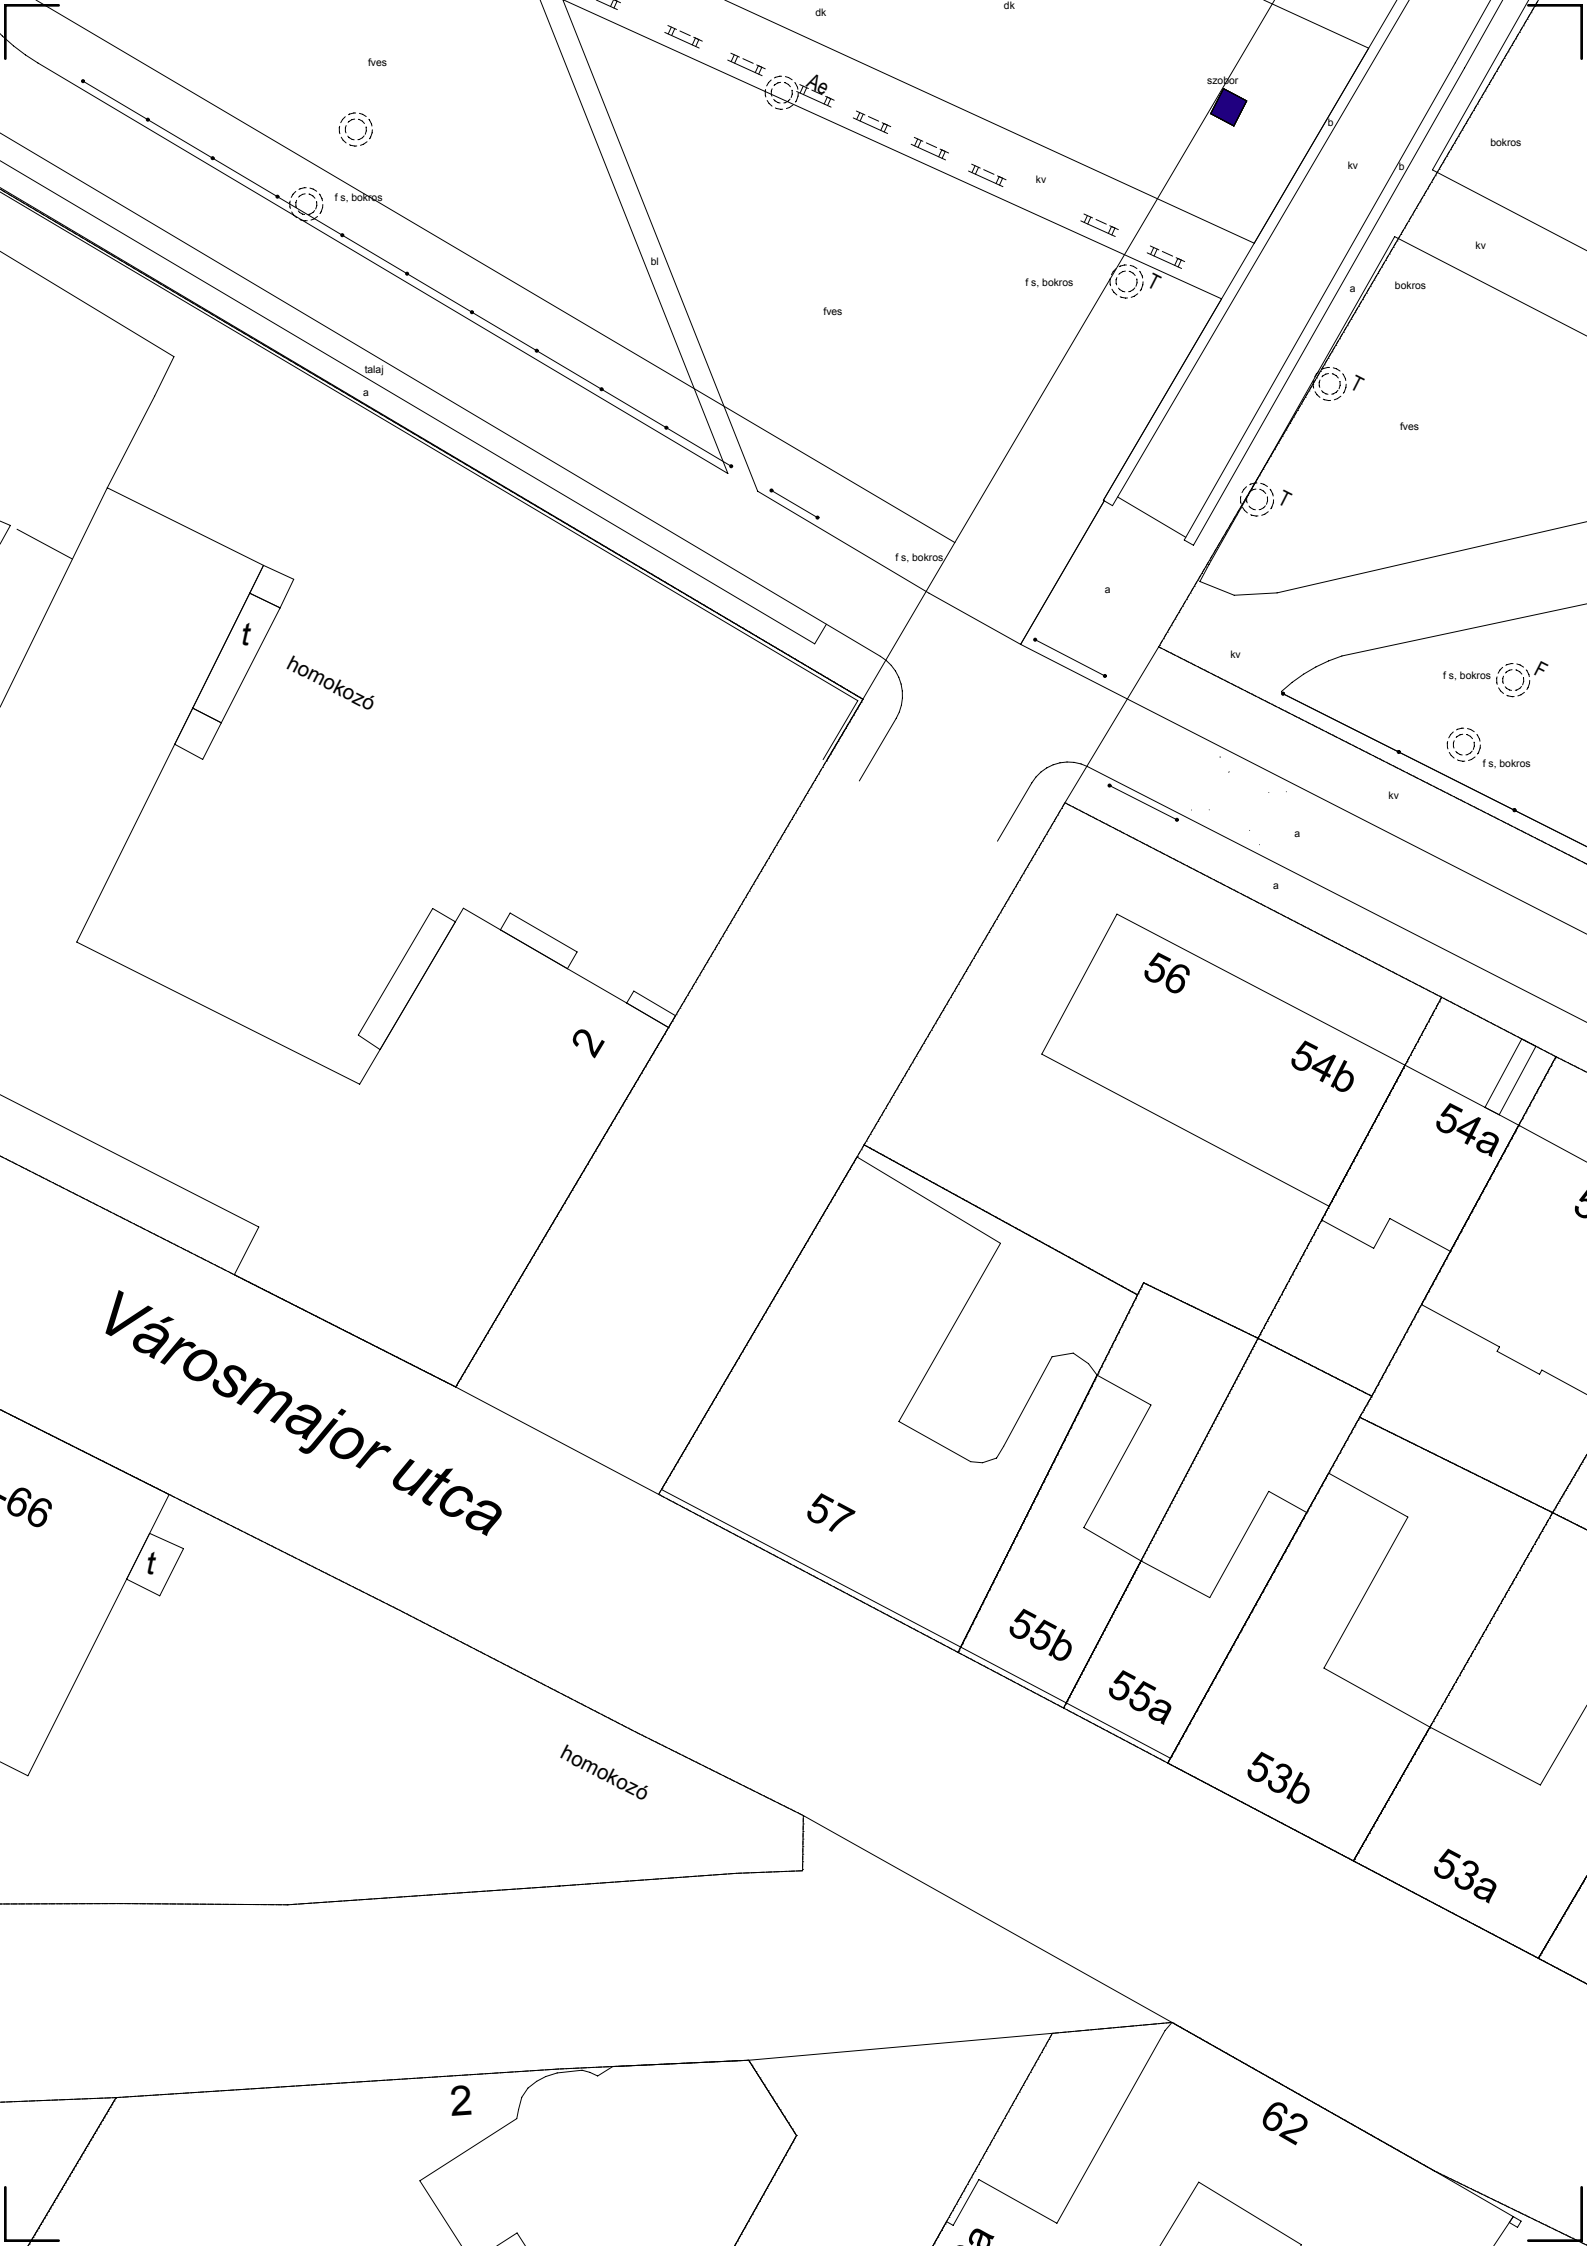 dk
dk
fves
Ae
szobor
b
bokros
kv
b
kv
f s, bokros
kv
bl
f s, bokros
T
a
bokros
fves
talaj
a
T
fves
T
f s, bokros
a
t
homokozó
kv
f s, bokros
F
f s, bokros
kv
a
a
56
2
54b
54a
Városmajor utca
-66
57
t
55b
55a
homokozó
53b
53a
2
62
a